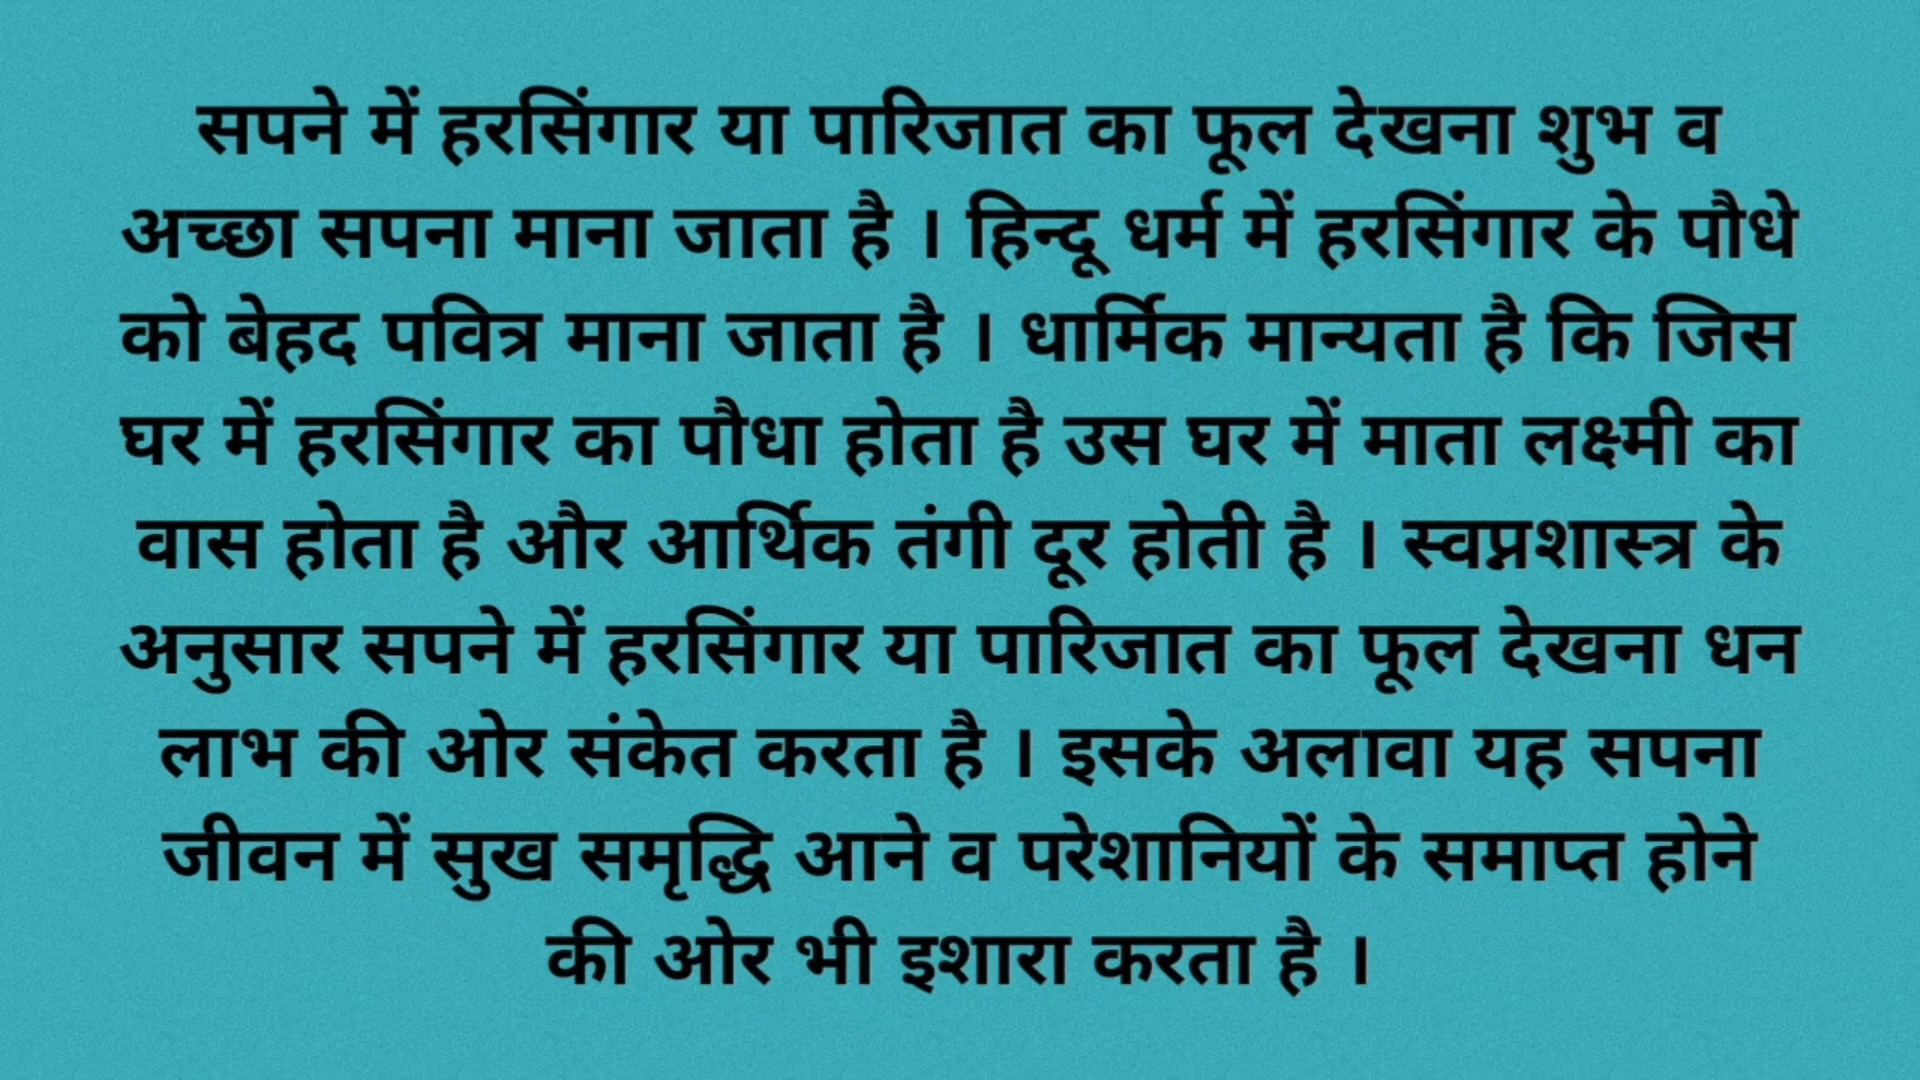 सपने में हरसिंगार या पारिजात का फूल देखना शुभ व
अच्छा सपना माना जाता है । हिन्दू धर्म में हरसिंगार के पौधे
को बेहद पवित्र माना जाता है । धार्मिक मान्यता है कि जिस
घर में हरसिंगार का पौधा होता है उस घर में माता लक्ष्मी का
वास होता है और आर्थिक तंगी दूर होती है । स्वप्नशास्त्र के
अनुसार सपने में हरसिंगार या पारिजात का फूल देखना धन
लाभ की ओर संकेत करता है । इसके अलावा यह सपना
जीवन में सुख समृद्धि आने व परेशानियों के समाप्त होने
की ओर भी इशारा करता है ।